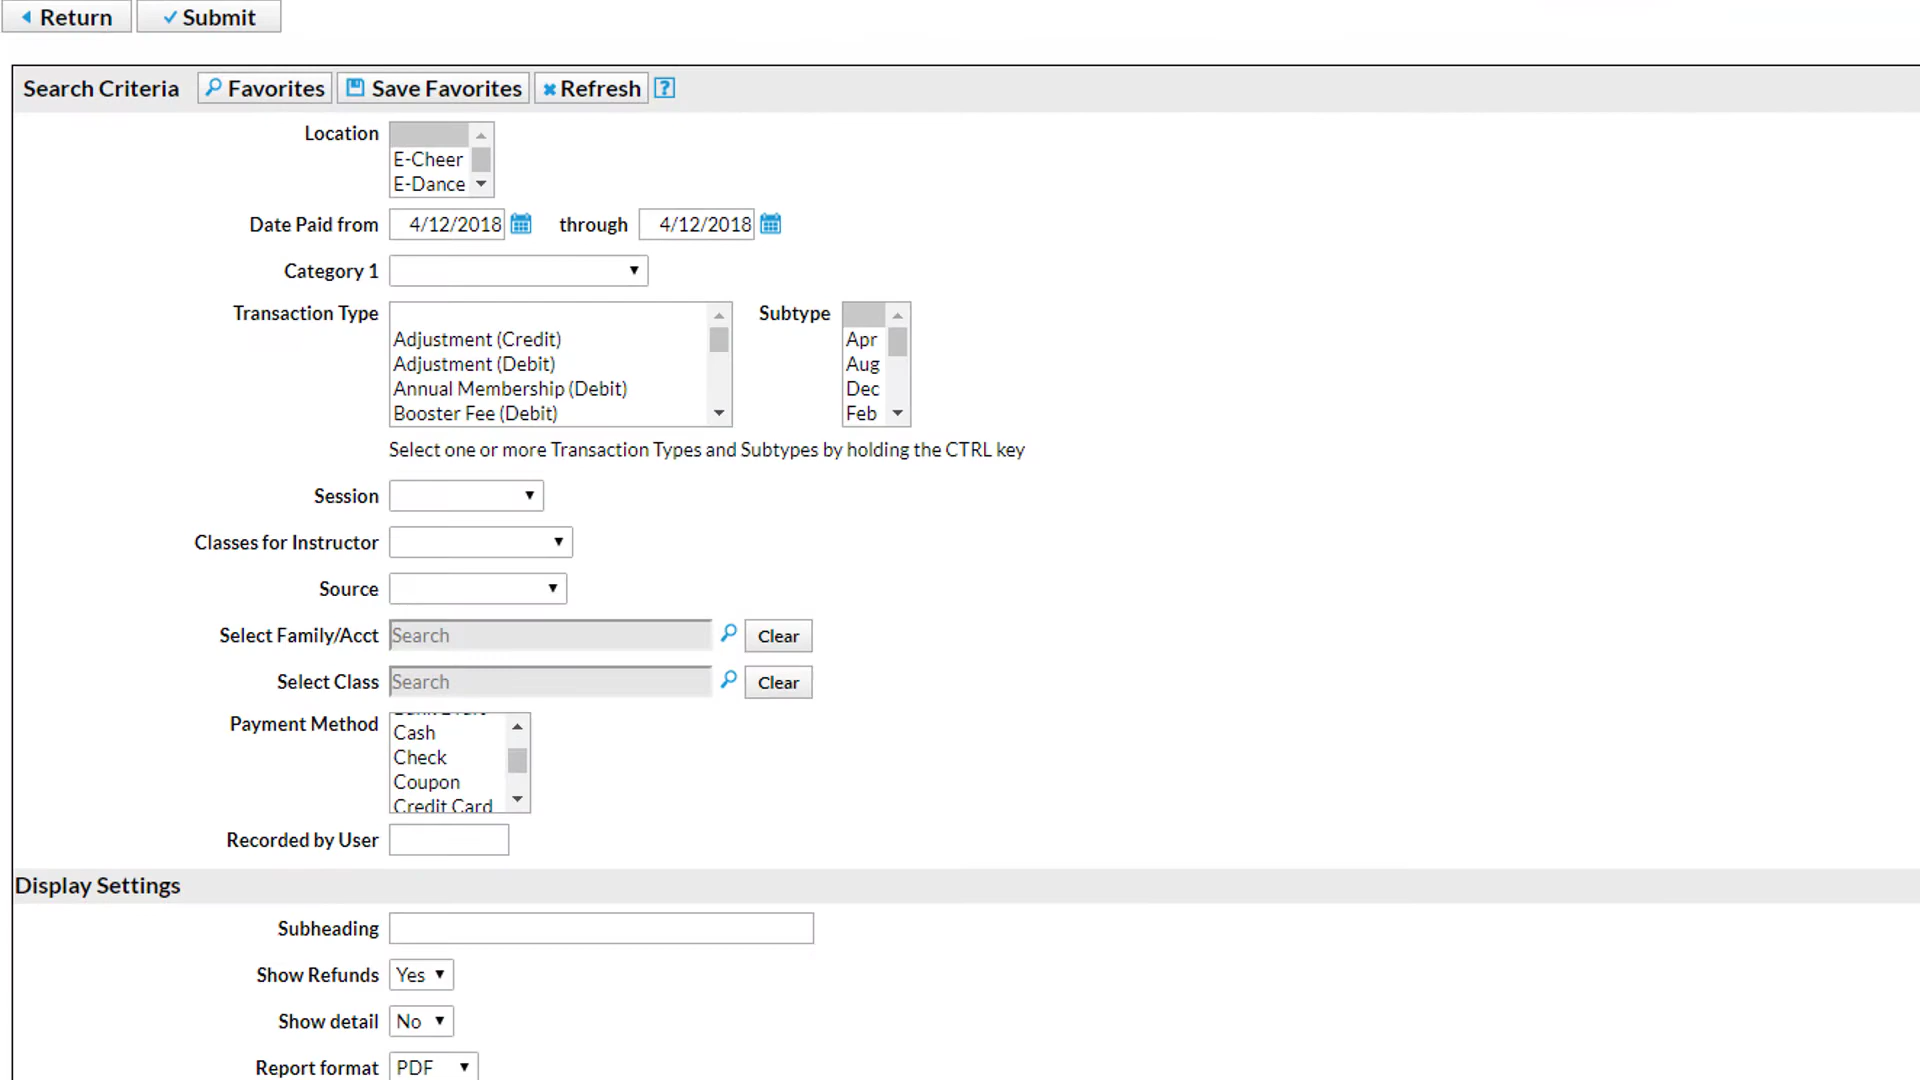 Return Submit
Search Criteria Favorites Save Favorites Refresh ?
Location
E-Cheer
E-Dance
Date Paid from 4/12/2018 through 4/12/2018
Category 1
Transaction Type Subtype
Adjustment (Credit) Apr
Adjustment (Debit) Aug
Annual Membership (Debit) Dec
Booster Fee (Debit) Feb
Select one or more Transaction Types and Subtypes by holding the CTRL key
Session
Classes for Instructor
Source
Select Family/Acct Search Clear
Select Class Search Clear
Payment Method
Cash
Check
Coupon
Credit Card
Recorded by User
Display Settings
Subheading
Show Refunds Yes
Show detail No
Report format PDF